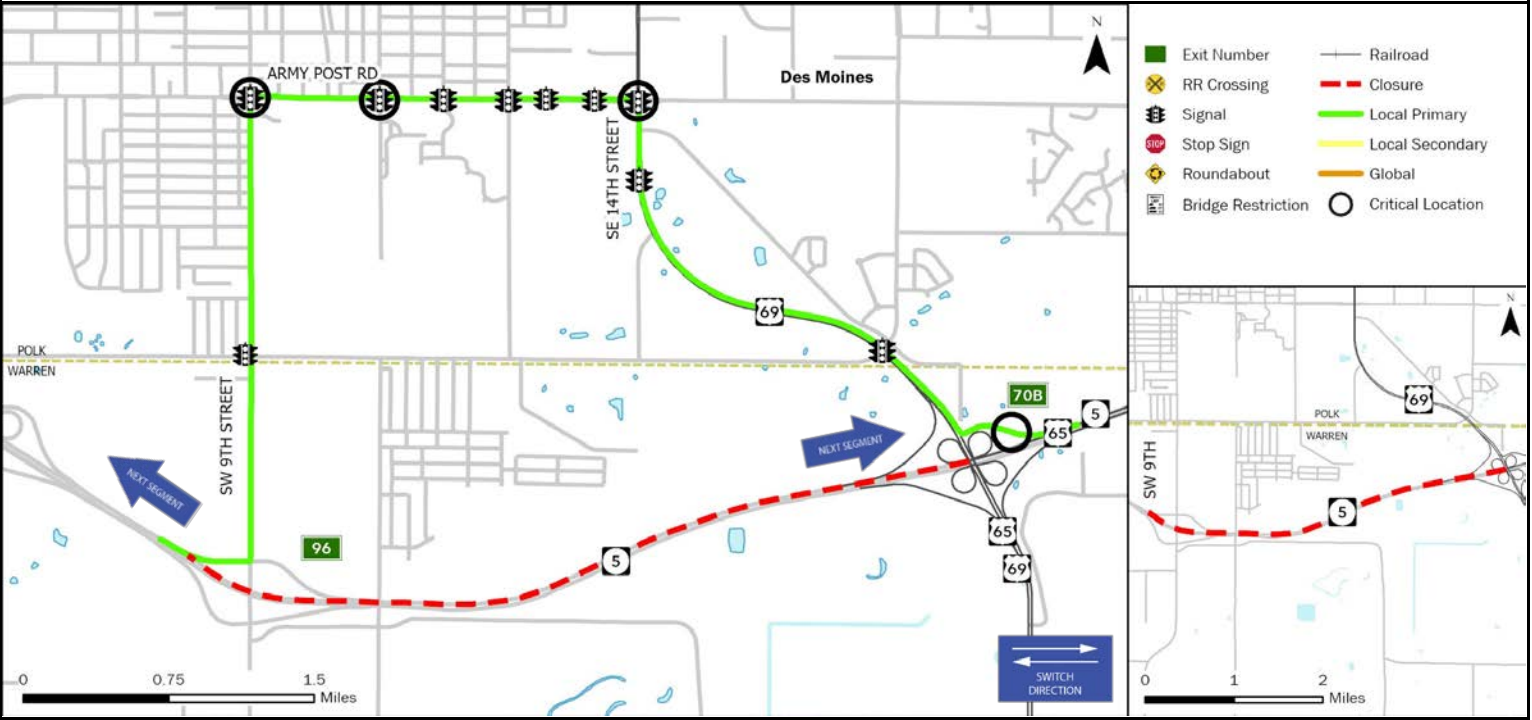 N
ARMY POST RD
Des Moines
SE 14TH STREET
69
POLK
WARREN
SW 9TH STREET
70B
65
5
NEXT SEGMENT
NEXT SEGMENT
96
5
65
69
SWITCH
DIRECTION
0 0.75 1.5
Miles
Exit Number
RR Crossing
Signal
STOP Stop Sign
Roundabout
Bridge Restriction
Railroad
Closure
Local Primary
Local Secondary
Global
Critical Location
N
69
POLK
WARREN
SW 9TH
5
0 1 2
Miles